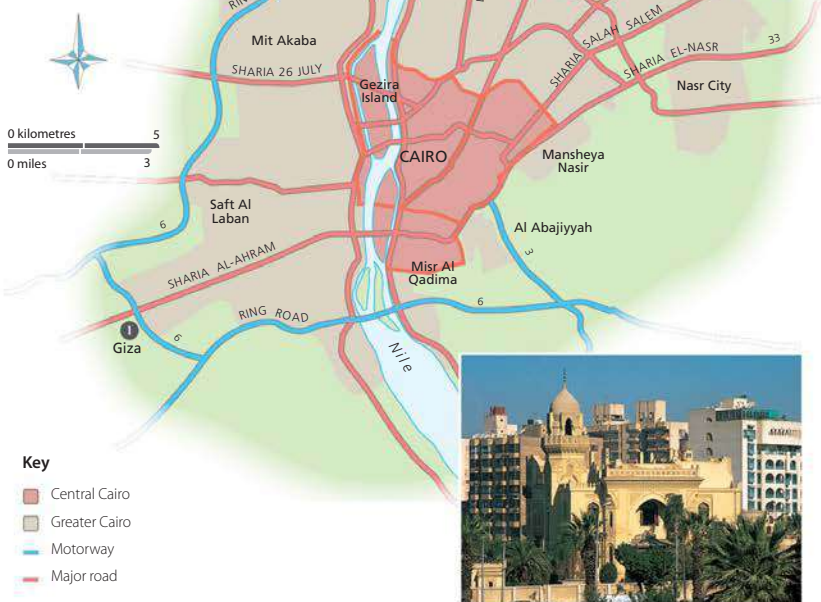 RING
Mit Akaba
SHARIA 26 JULY
Gezira
Island
SHARIA SALAH SALEM
SHARIA EL-NASR
33
Nasr City
0 kilometres 5
0 miles 3
CAIRO
Mansheya
Nasir
Saft Al
Laban
6
Al Abajiyyah
3
SHARIA AL-AHRAM
Misr Al
Qadima
RING ROAD
6
1
Giza
6
Nile
Key
Central Cairo
Greater Cairo
Motorway
Major road